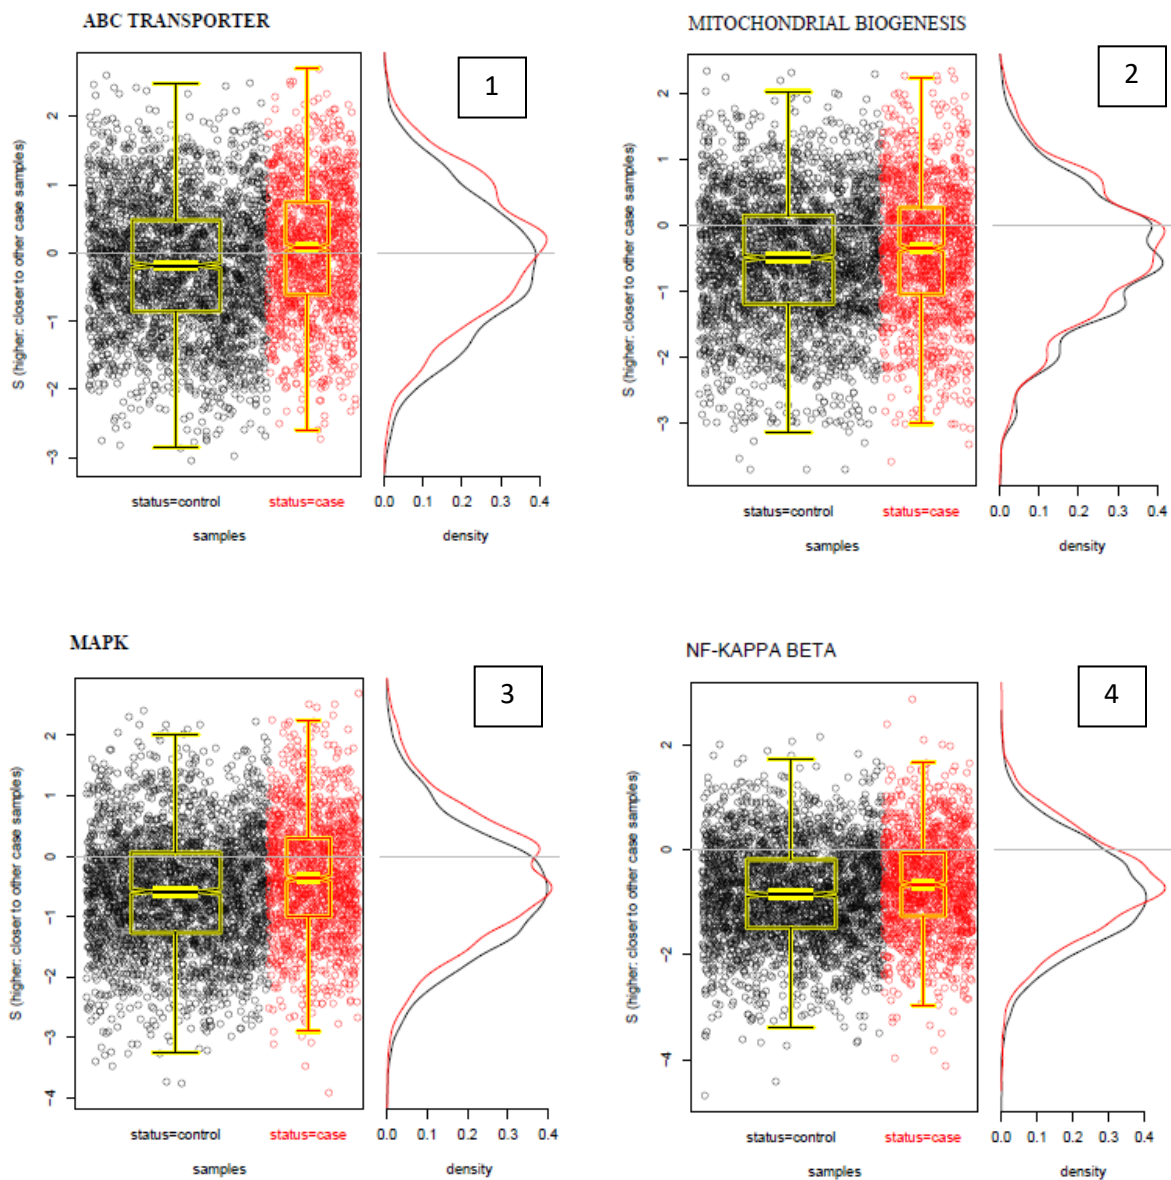 ABC TRANSPORTER
1
S (higher: closer to other case samples)
2
1
0
−1
−2
−3
status=control status=case
samples
0.0 0.1 0.2 0.3 0.4
density
MITOCHONDRIAL BIOGENESIS
2
S (higher: closer to other case samples)
2
1
0
−1
−2
−3
status=control status=case
samples
0.0 0.1 0.2 0.3 0.4
density
MAPK
3
S (higher: closer to other case samples)
2
1
0
−1
−2
−3
−4
status=control status=case
samples
0.0 0.1 0.2 0.3 0.4
density
NF-KAPPA BETA
4
S (higher: closer to other case samples)
2
0
−2
−4
status=control status=case
samples
0.0 0.1 0.2 0.3 0.4
density